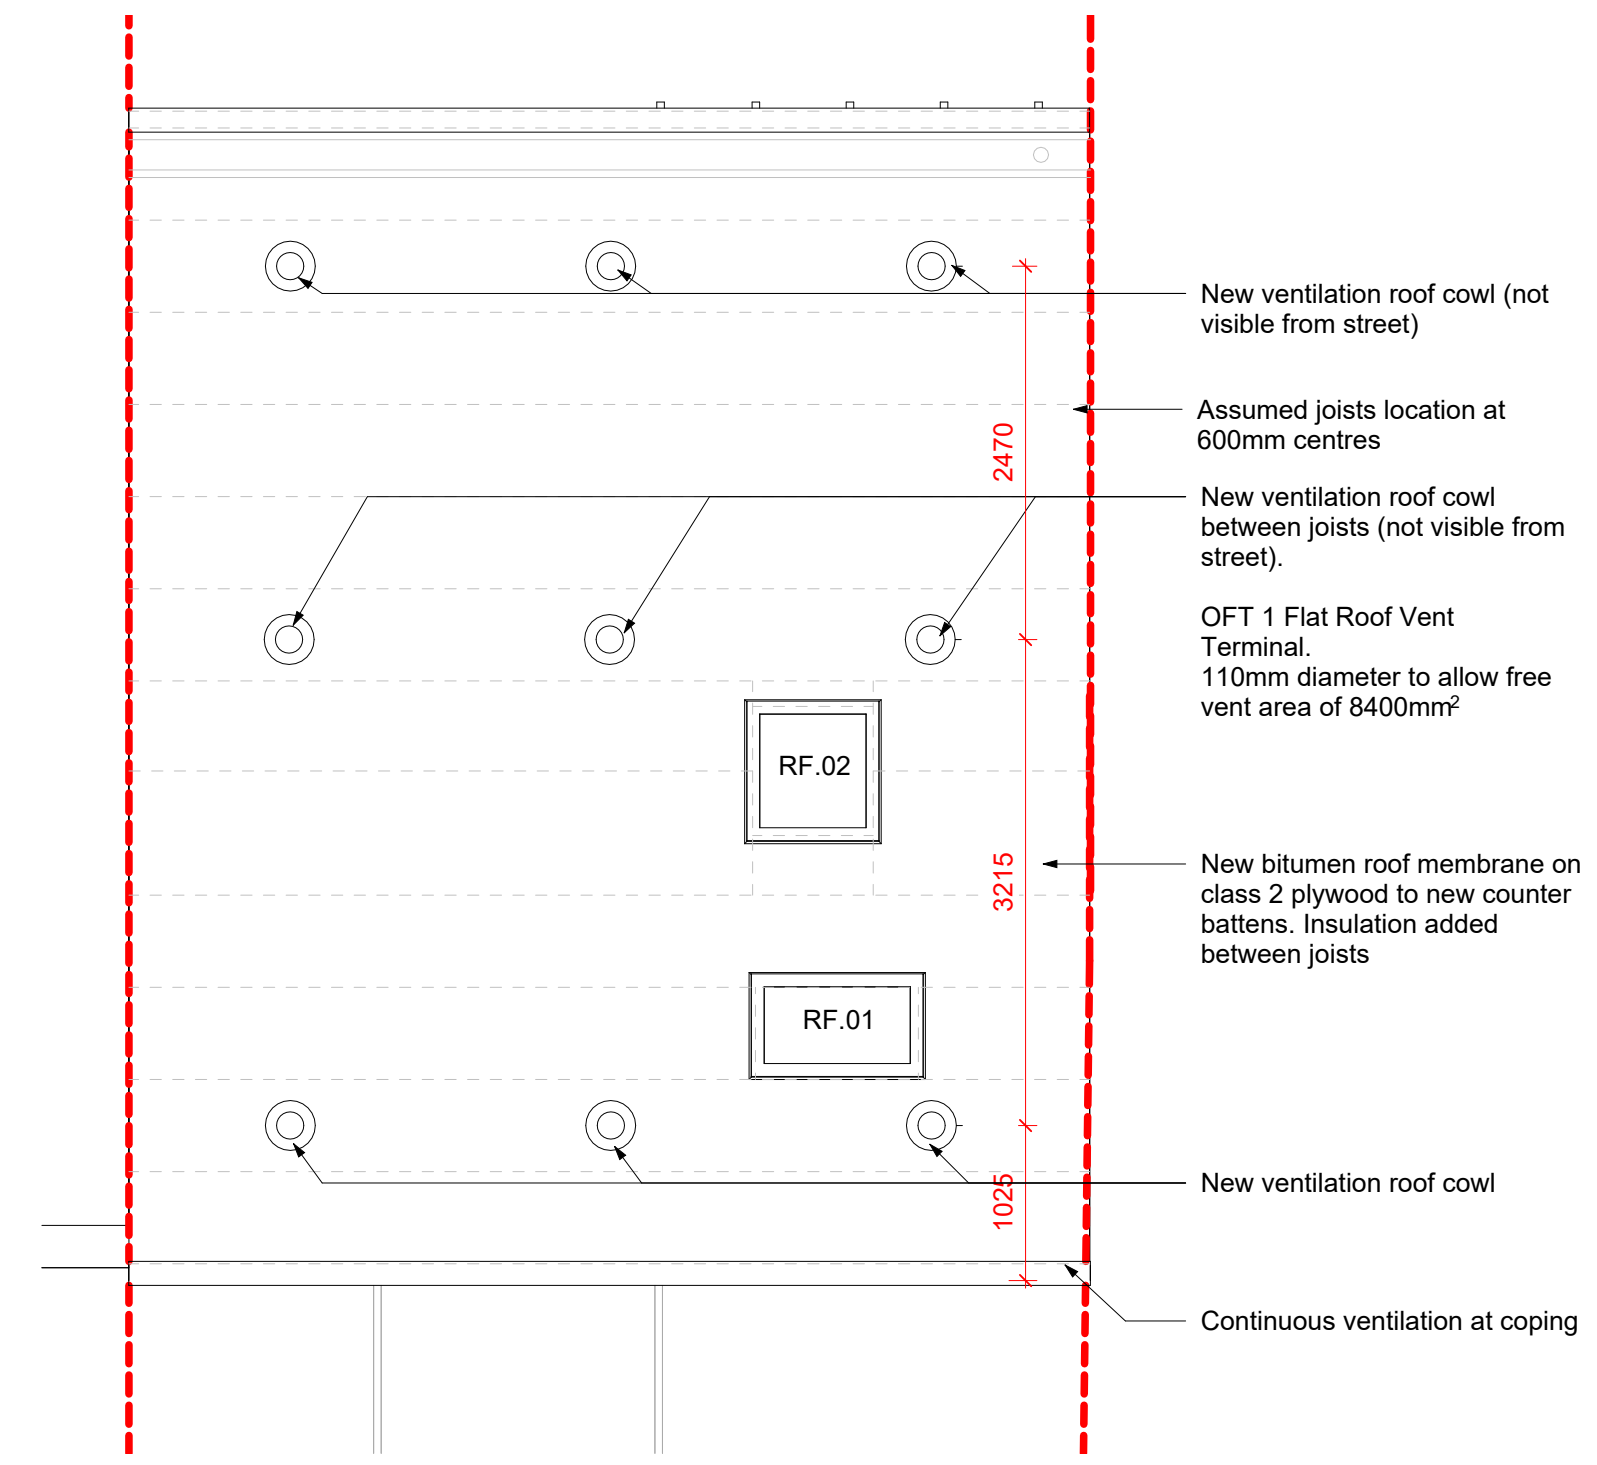 New ventilation roof cowl (not
visible from street)
Assumed joists location at
600mm centres
2470
New ventilation roof cowl
between joists (not visible from
street).
OFT 1 Flat Roof Vent
Terminal.
110mm diameter to allow free
vent area of 8400mm²
RF.02
3215
New bitumen roof membrane on
class 2 plywood to new counter
battens. Insulation added
between joists
RF.01
1025
New ventilation roof cowl
Continuous ventilation at coping